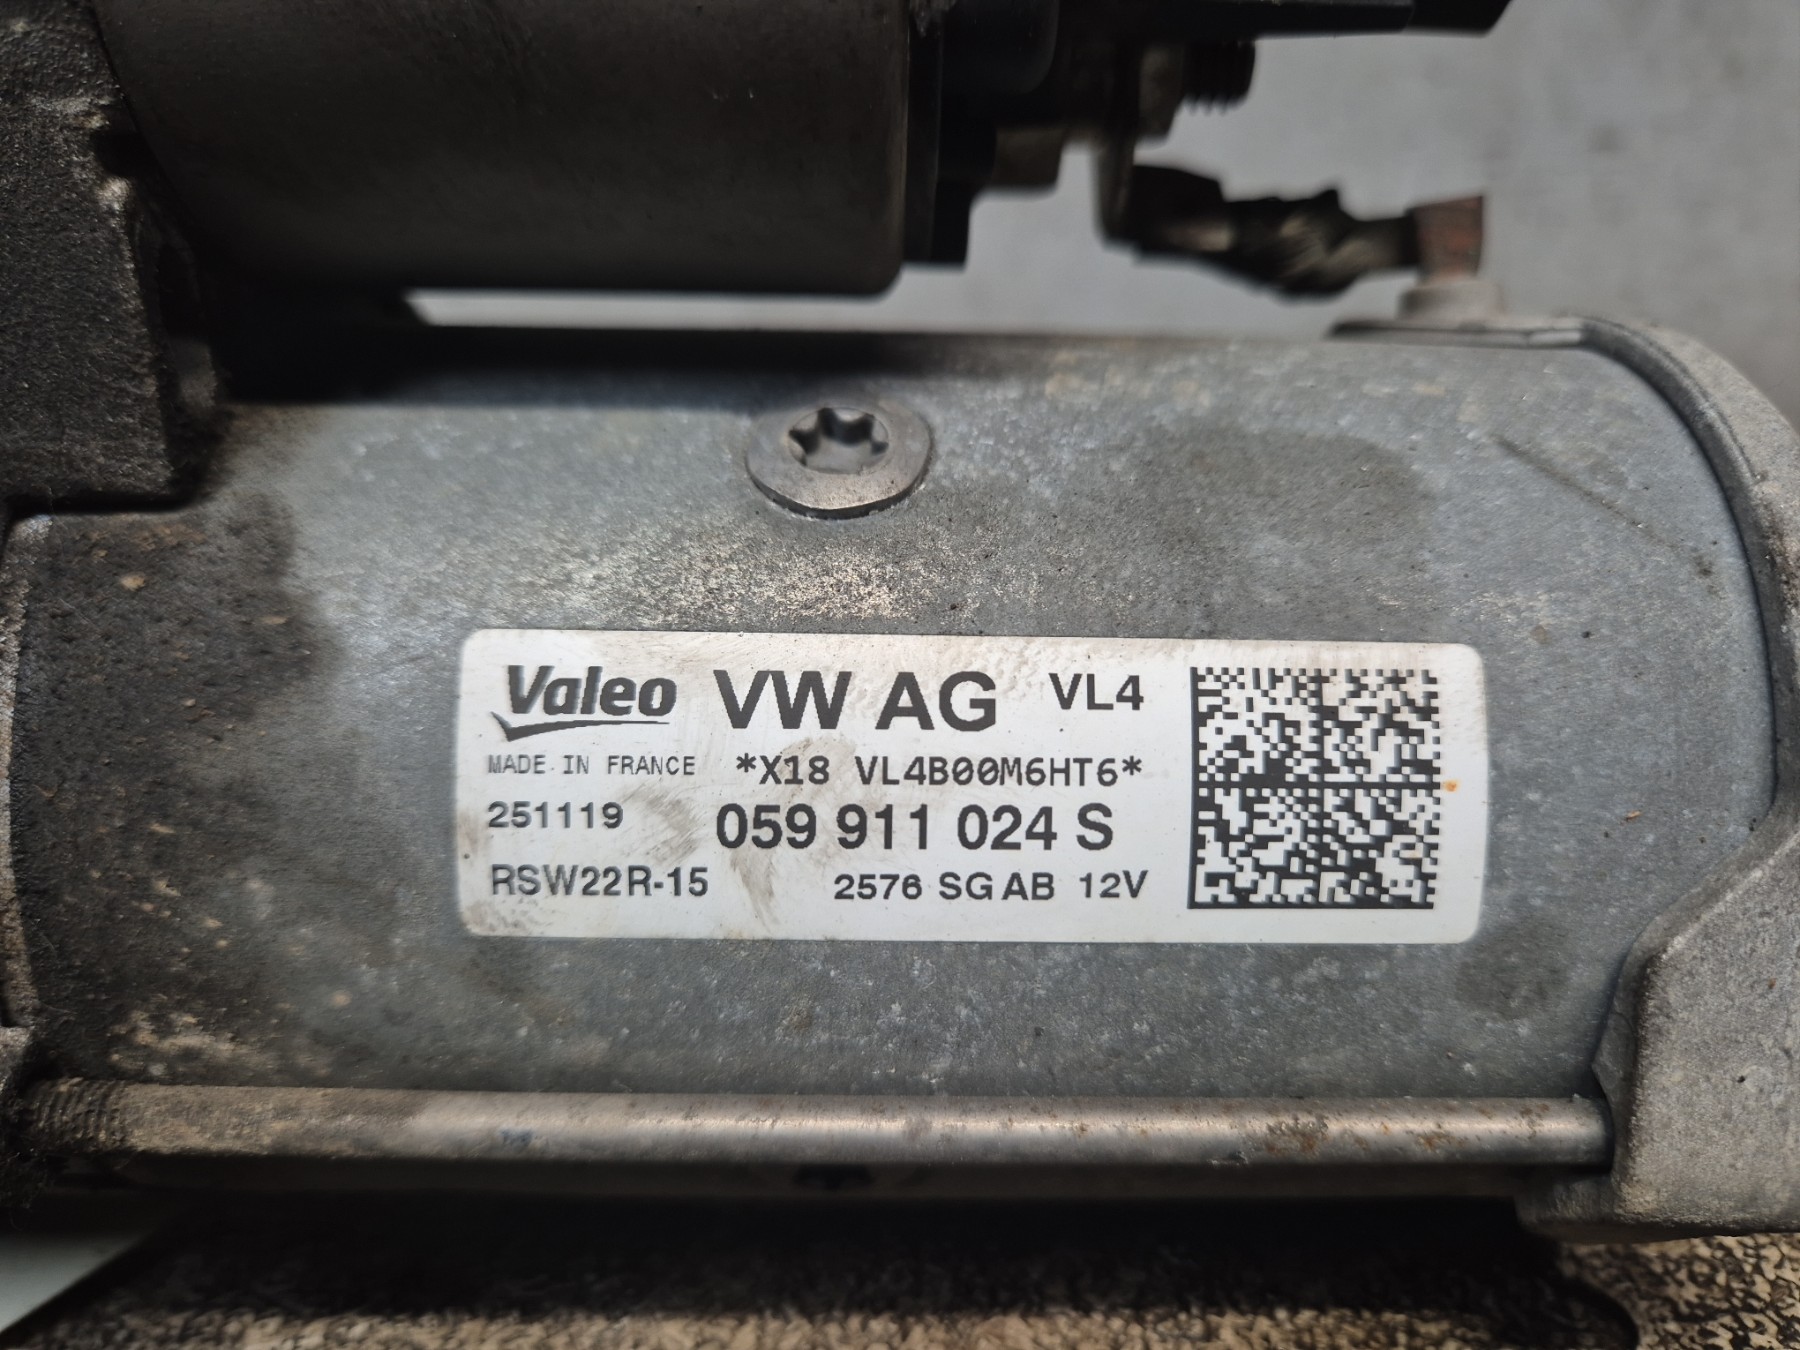 Valeo VW AG VL4
MADE IN FRANCE *X18 VL4B00M6HT6*
251119 059 911 024 S
RSW22R-15 2576 SG AB 12V